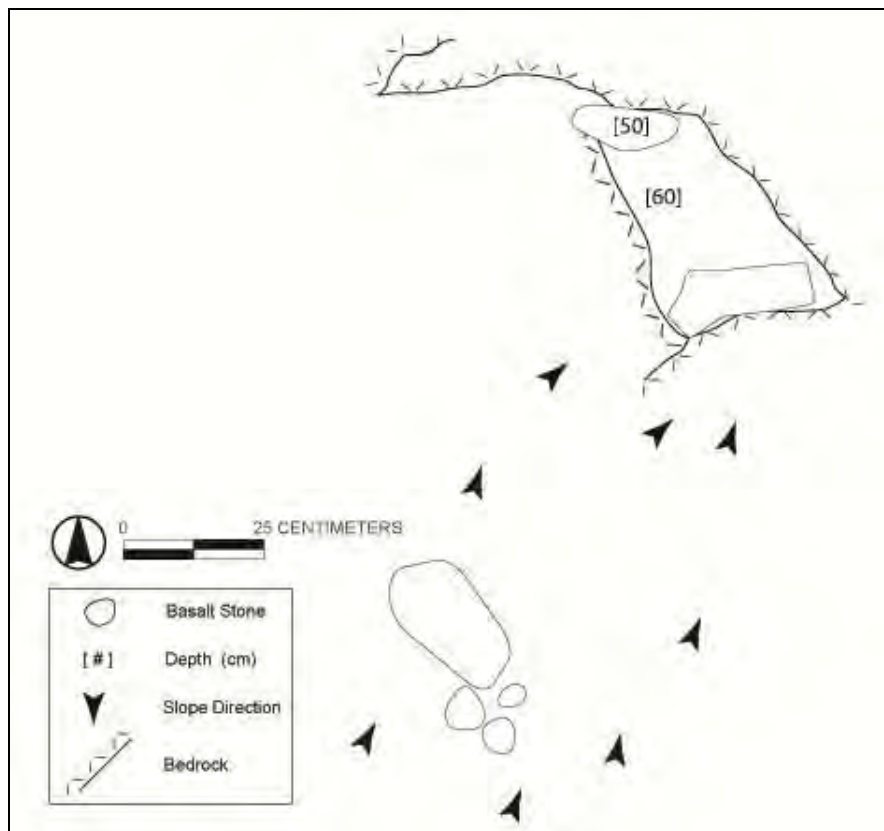 [50]
[60]
0 25 CENTIMETERS
Basalt Stone
[#] Depth (cm)
Slope Direction
Bedrock